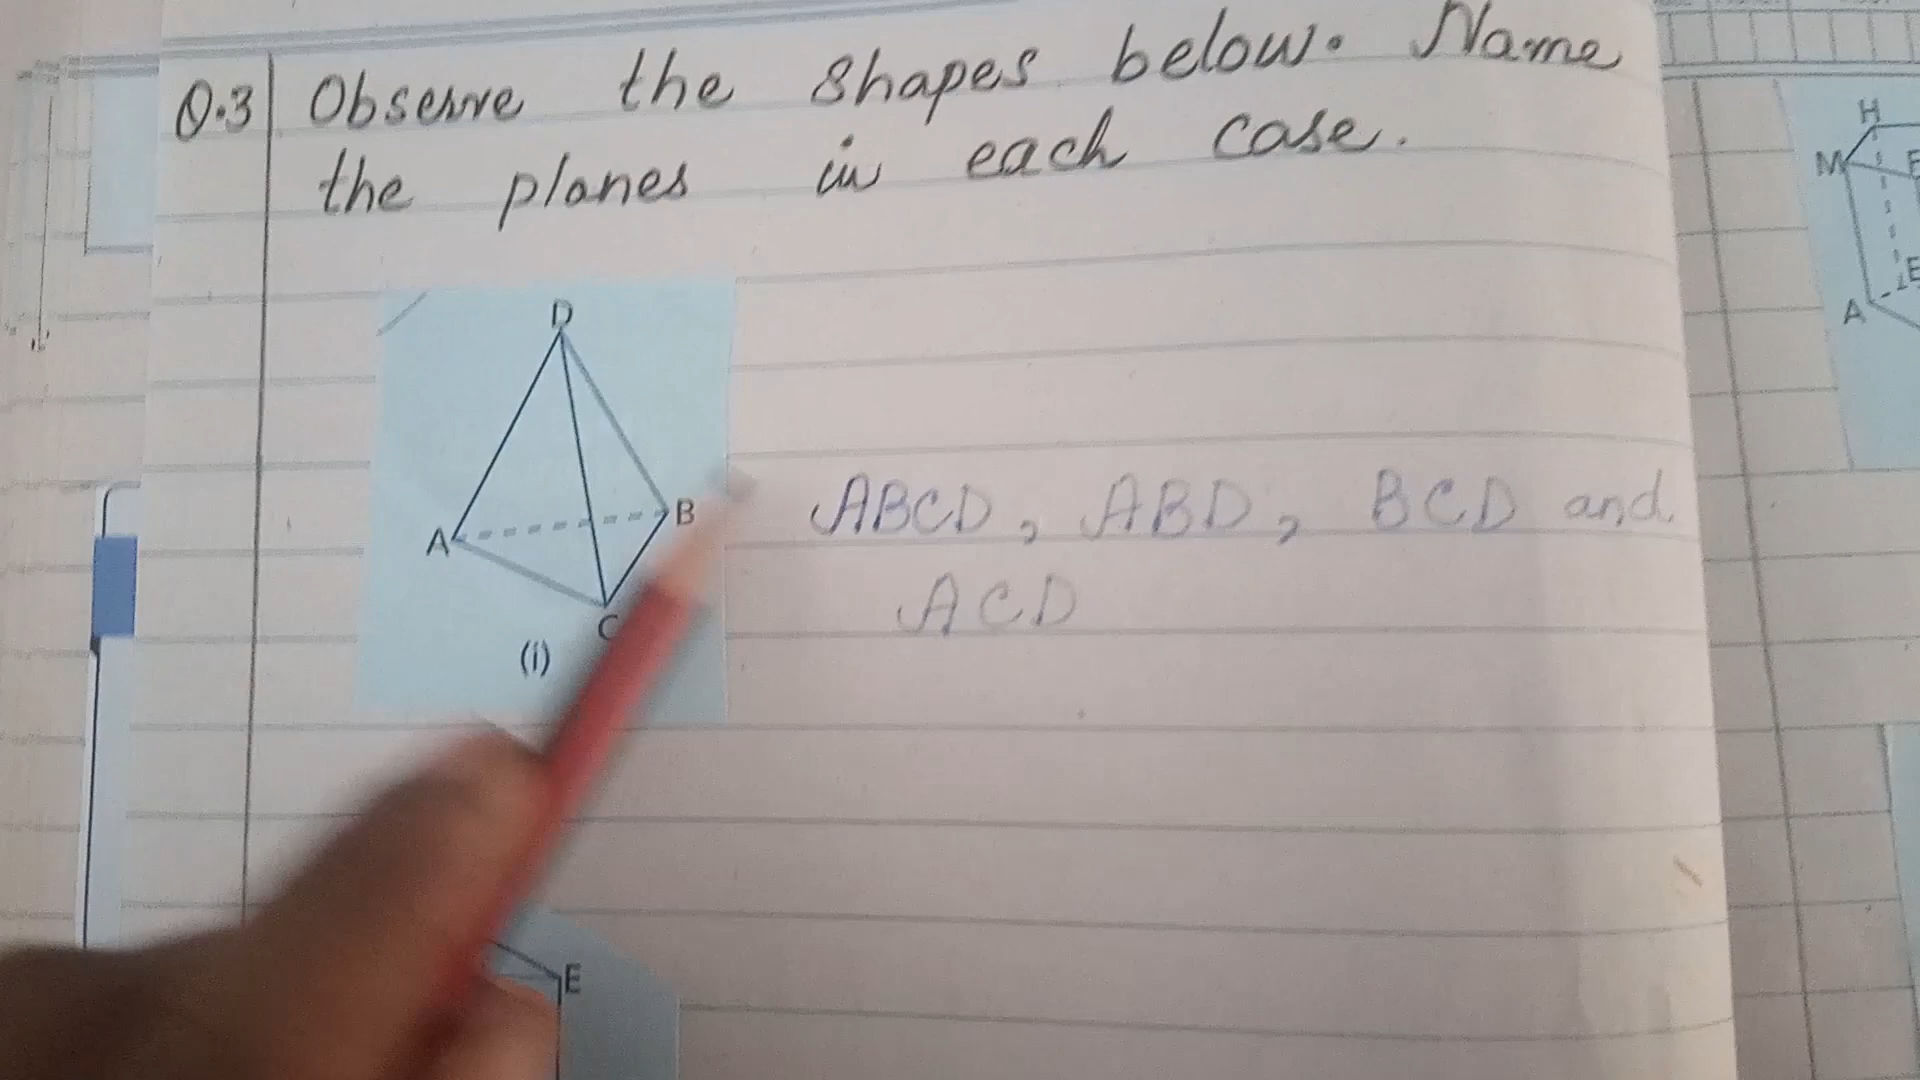 Q.3 Observe the shapes below. Name
the planes in each case.
D
A
B
C
(i)
ABCD, ABD, BCD and
ACD
E
H
M
E
E
A